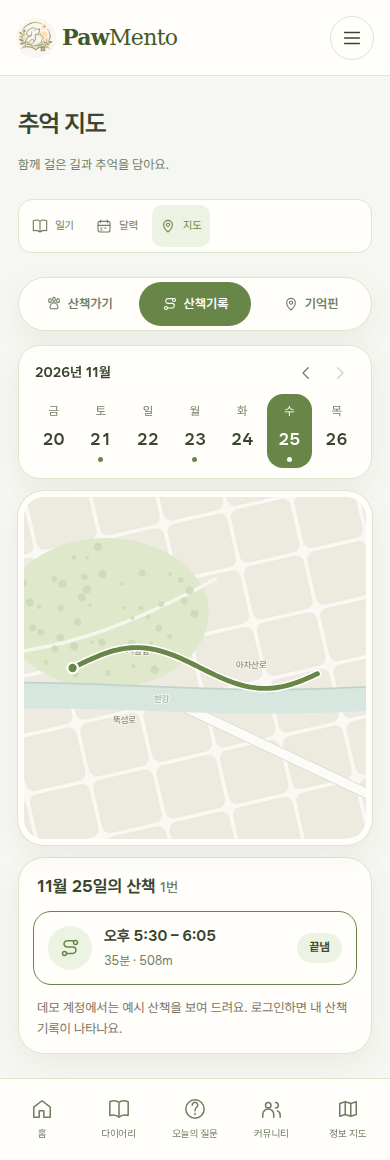 PawMento
추억 지도
함께 걸은 길과 추억을 담아요.
일기 달력 지도
산책가기 산책기록 기억핀
2026년 11월
금 토 일 월 화 수 목
20 21 22 23 24 25 26
아차산로
한강
뚝섬로
11월 25일의 산책 1번
오후 5:30 – 6:05
35분 · 508m
끝냄
데모 계정에서는 예시 산책을 보여 드려요. 로그인하면 내 산책
기록이 나타나요.
홈 다이어리 오늘의 질문 커뮤니티 정보 지도